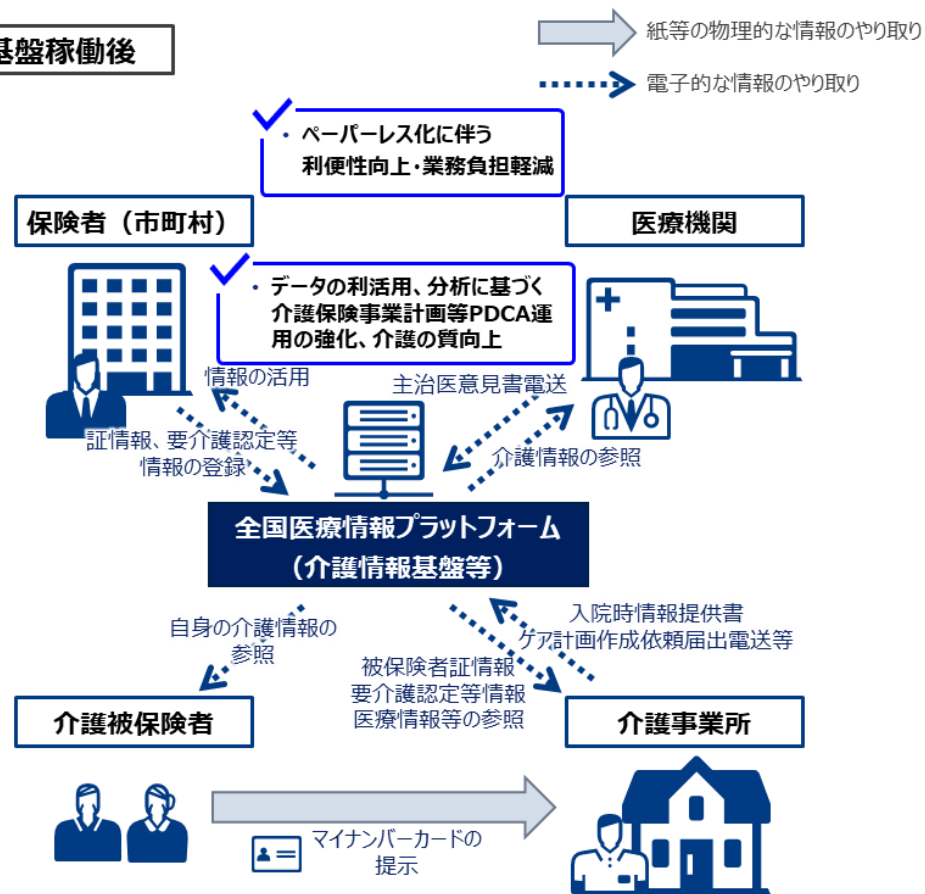 基盤稼働後
紙等の物理的な情報のやり取り
電子的な情報のやり取り
・ ペーパーレス化に伴う
利便性向上・業務負担軽減
保険者（市町村）
医療機関
・ データの利活用、分析に基づく
介護保険事業計画等PDCA運
用の強化、介護の質向上
情報の活用
主治医意見書電送
証情報、要介護認定等
情報の登録
介護情報の参照
全国医療情報プラットフォーム
（介護情報基盤等）
自身の介護情報の
参照
入院時情報提供書
ケア計画作成依頼届出電送等
被保険者証情報
要介護認定等情報
医療情報等の参照
介護被保険者
介護事業所
マイナンバーカードの
提示